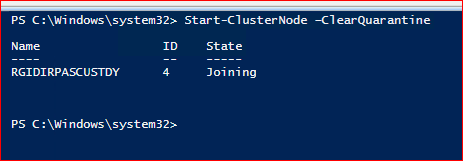 PS C:\Windows\system32> Start-ClusterNode –ClearQuarantine
Name ID State
---- -- -----
RGIDIRPASCUSTDY 4 Joining
PS C:\Windows\system32>